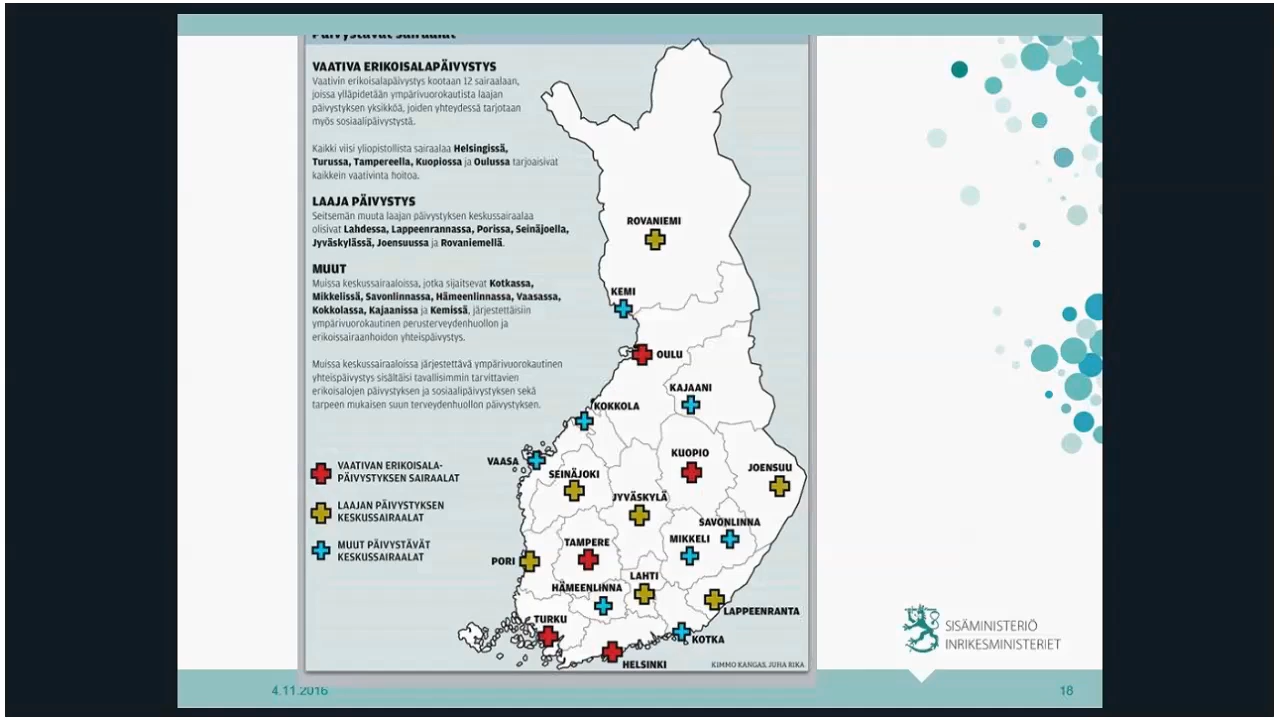 Päivystävät sairaalat
VAATIVA ERIKOISALAPÄIVYSTYS
Vaativin erikoisalapäivystys kootaan 12 sairaalaan,
joissa ylläpidetään ympärivuorokautista laajan
päivystyksen yksikköä, joiden yhteydessä tarjotaan
myös sosiaalipäivystystä.
Kaikki viisi yliopistollista sairaalaa Helsingissä,
Turussa, Tampereella, Kuopiossa ja Oulussa tarjoaisivat
kaikkein vaativinta hoitoa.
LAAJA PÄIVYSTYS
Seitsemän muuta laajan päivystyksen keskussairaalaa
olisivat Lahdessa, Lappeenrannassa, Porissa, Seinäjoella,
Jyväskylässä, Joensuussa ja Rovaniemellä.
MUUT
Muissa keskussairaaloissa, jotka sijaitsevat Kotkassa,
Mikkelissä, Savonlinnassa, Hämeenlinnassa, Vaasassa,
Kokkolassa, Kajaanissa ja Kemissä, järjestettäisiin
ympärivuorokautinen perusterveydenhuollon ja
erikoissairaanhoidon yhteispäivystys.
Muissa keskussairaaloissa järjestettävä ympärivuorokautinen
yhteispäivystys sisältäisi tavallisimmin tarvittavien
erikoisalojen päivystyksen ja sosiaalipäivystyksen sekä
tarpeen mukaisen suun terveydenhuollon päivystyksen.
VAATIVAN ERIKOISALA-
PÄIVYSTYKSEN SAIRAALAT
LAAJAN PÄIVYSTYKSEN
KESKUSSAIRAALAT
MUUT PÄIVYSTÄVÄT
KESKUSSAIRAALAT
ROVANIEMI
KEMI
OULU
KAJAANI
KOKKOLA
VAASA
SEINÄJOKI
KUOPIO
JOENSUU
JYVÄSKYLÄ
SAVONLINNA
MIKKELI
TAMPERE
PORI
LAHTI
HÄMEENLINNA
LAPPEENRANTA
TURKU
KOTKA
HELSINKI
KIMMO KANGAS, JUHA RIKA
SISÄMINISTERIÖ
INRIKESMINISTERIET
4.11.2016
18